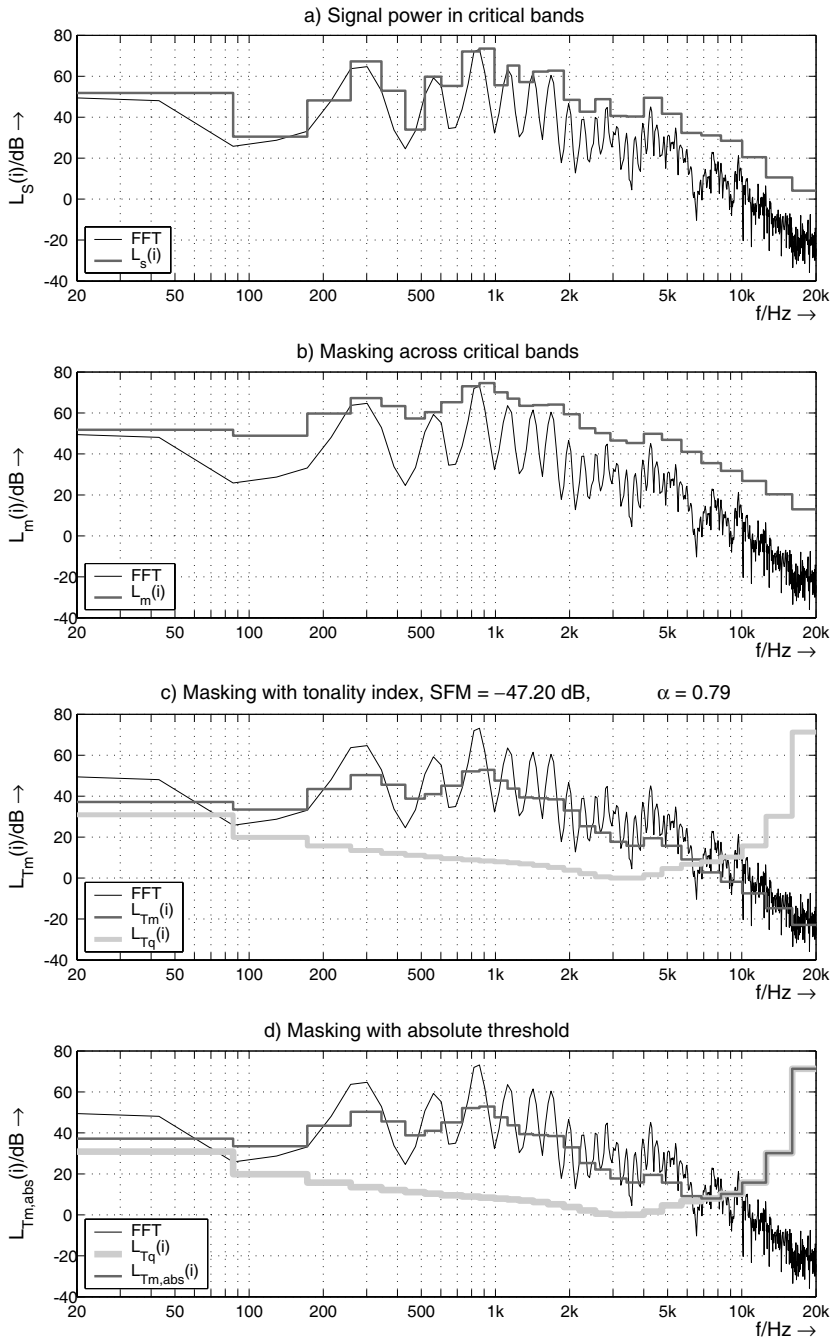 a) Signal power in critical bands
L_S(i)/dB →
80
60
40
20
0
-20
-40
FFT
L_s(i)
20 50 100 200 500 1k 2k 5k 10k 20k
f/Hz →
b) Masking across critical bands
L_m(i)/dB →
80
60
40
20
0
-20
-40
FFT
L_m(i)
20 50 100 200 500 1k 2k 5k 10k 20k
f/Hz →
c) Masking with tonality index, SFM = −47.20 dB, α = 0.79
L_Tm(i)/dB →
80
60
40
20
0
-20
-40
FFT
L_Tm(i)
L_Tq(i)
20 50 100 200 500 1k 2k 5k 10k 20k
f/Hz →
d) Masking with absolute threshold
L_Tm,abs(i)/dB →
80
60
40
20
0
-20
-40
FFT
L_Tq(i)
L_Tm,abs(i)
20 50 100 200 500 1k 2k 5k 10k 20k
f/Hz →